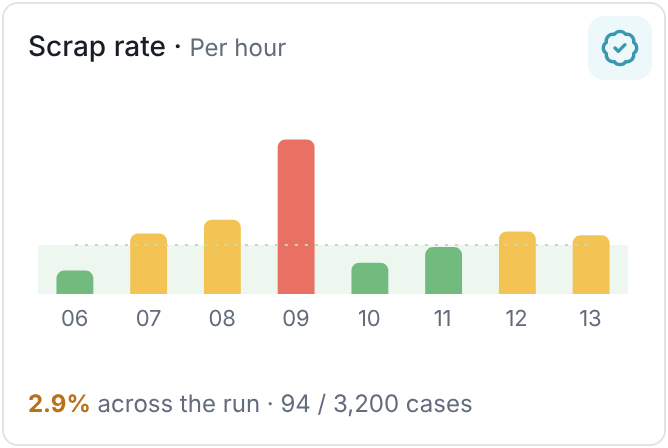 Scrap rate · Per hour
06 07 08 09 10 11 12 13
2.9% across the run · 94 / 3,200 cases